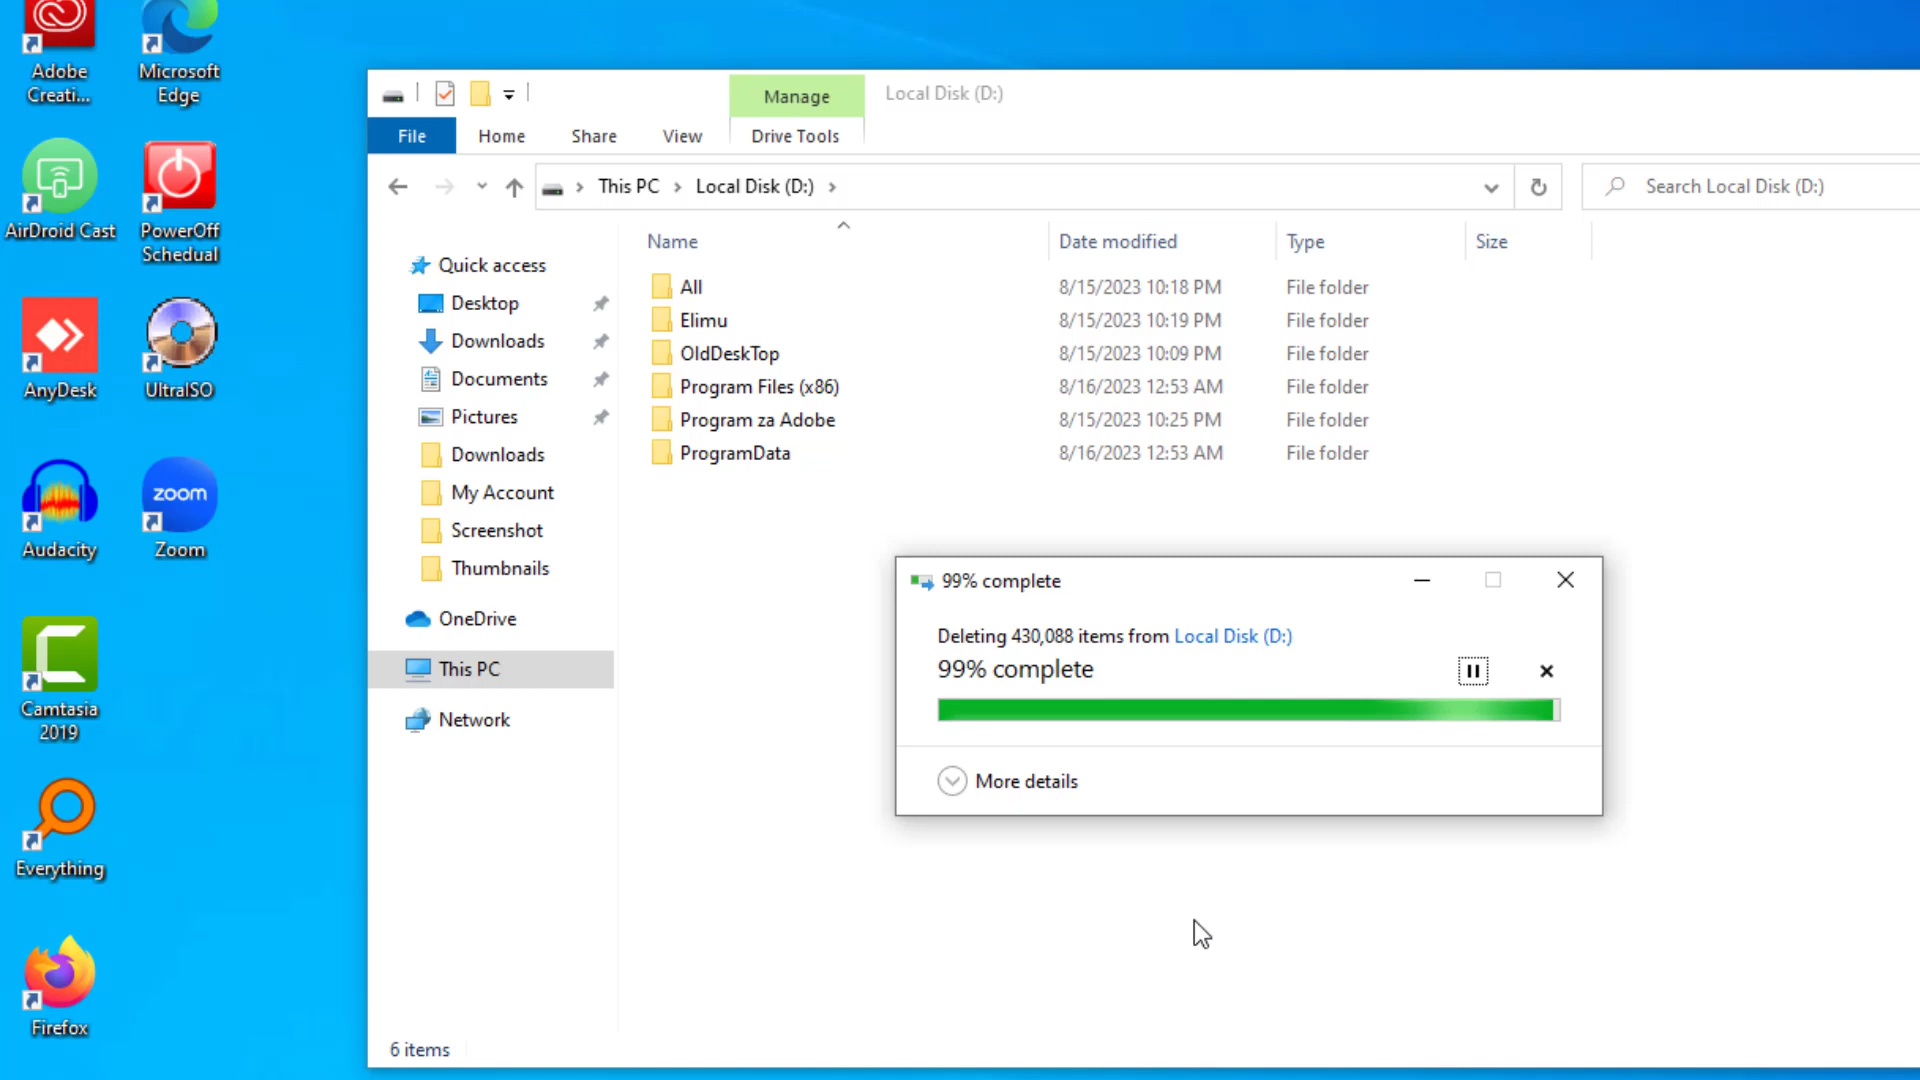 Adobe
Creati...
Microsoft
Edge
AirDroid Cast
PowerOff
Schedual
AnyDesk
UltraISO
Audacity
zoom
Zoom
Camtasia
2019
Everything
Firefox
Manage
Local Disk (D:)
File
Home
Share
View
Drive Tools
This PC
Local Disk (D:)
Search Local Disk (D:)
Name
Date modified
Type
Size
Quick access
Desktop
Downloads
Documents
Pictures
Downloads
My Account
Screenshot
Thumbnails
OneDrive
This PC
Network
All 8/15/2023 10:18 PM File folder
Elimu 8/15/2023 10:19 PM File folder
OldDeskTop 8/15/2023 10:09 PM File folder
Program Files (x86) 8/16/2023 12:53 AM File folder
Program za Adobe 8/15/2023 10:25 PM File folder
ProgramData 8/16/2023 12:53 AM File folder
99% complete
Deleting 430,088 items from Local Disk (D:)
99% complete
More details
6 items